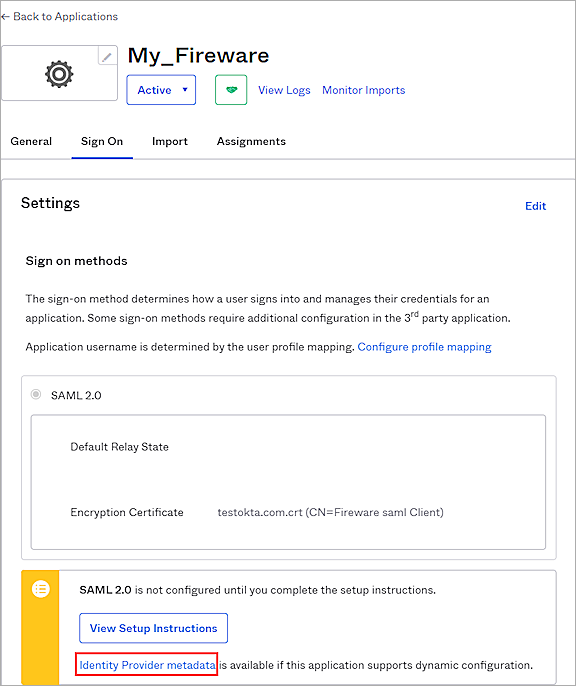 ← Back to Applications
My_Fireware
Active ▼
View Logs
Monitor Imports
General
Sign On
Import
Assignments
Settings
Edit
Sign on methods
The sign-on method determines how a user signs into and manages their credentials for an
application. Some sign-on methods require additional configuration in the 3rd party application.
Application username is determined by the user profile mapping. Configure profile mapping
SAML 2.0
Default Relay State
Encryption Certificate
testokta.com.crt (CN=Fireware saml Client)
SAML 2.0 is not configured until you complete the setup instructions.
View Setup Instructions
Identity Provider metadata is available if this application supports dynamic configuration.